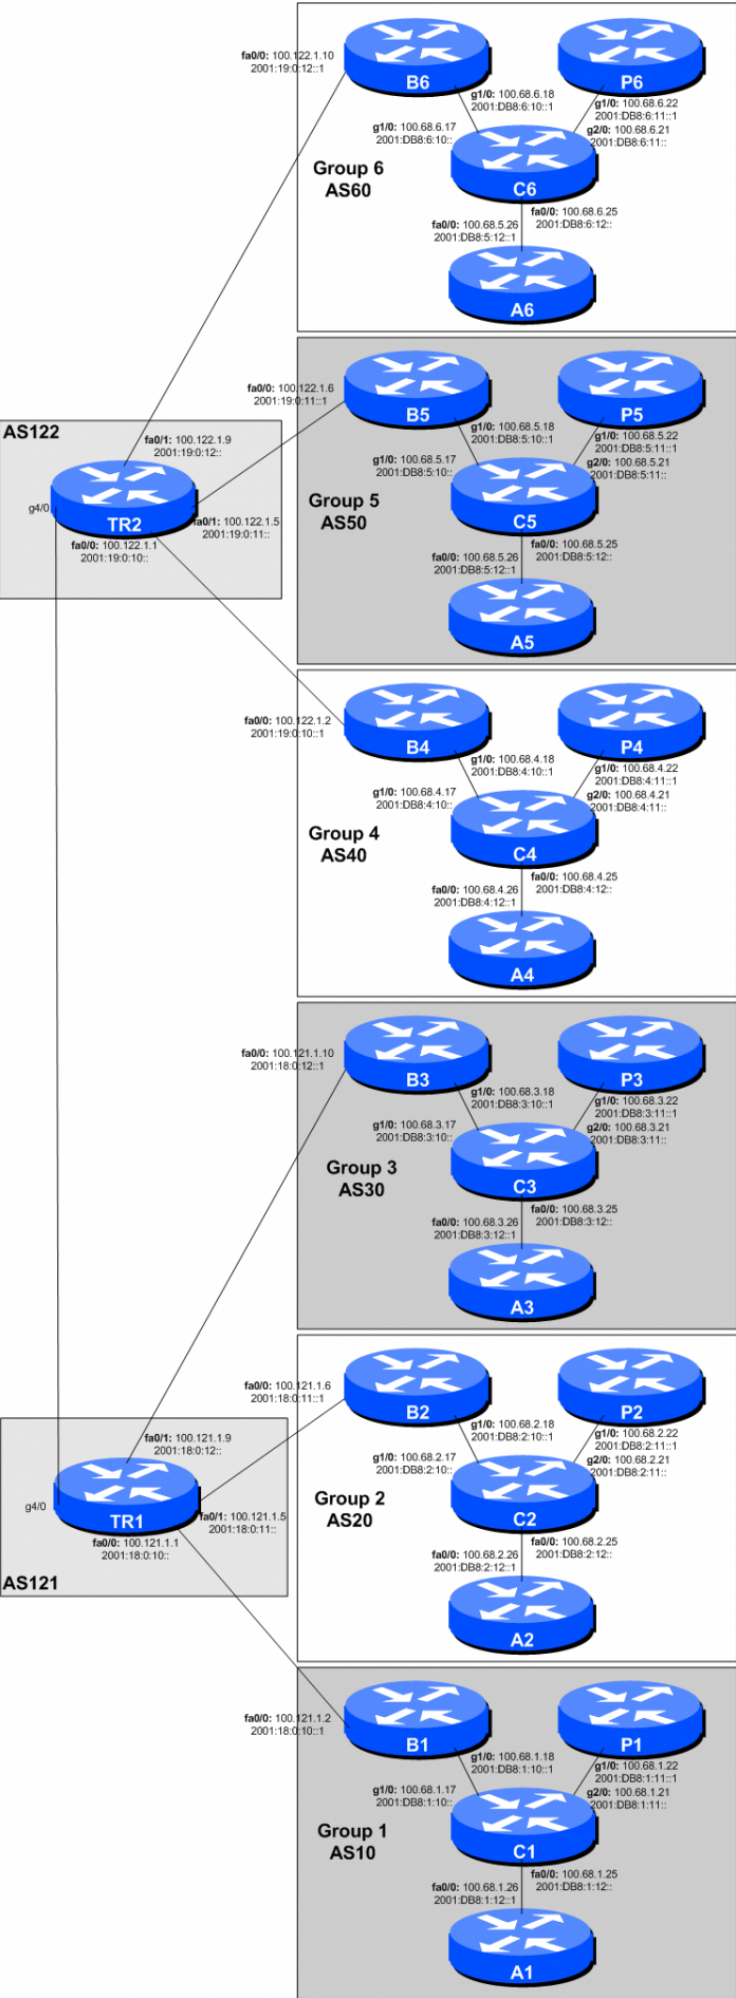 fa0/0: 100.122.1.10
2001:19:0:12::1
B6
P6
g1/0: 100.68.6.18
2001:DB8:6:10::1
g1/0: 100.68.6.22
2001:DB8:6:11::1
g1/0: 100.68.6.17
2001:DB8:6:10::
g2/0: 100.68.6.21
2001:DB8:6:11::
Group 6
AS60
C6
fa0/0: 100.68.6.25
2001:DB8:6:12::
fa0/0: 100.68.5.26
2001:DB8:5:12::1
A6
fa0/0: 100.122.1.6
2001:19:0:11::1
B5
P5
g1/0: 100.68.5.18
2001:DB8:5:10::1
g1/0: 100.68.5.22
2001:DB8:5:11::1
g1/0: 100.68.5.17
2001:DB8:5:10::
g2/0: 100.68.5.21
2001:DB8:5:11::
Group 5
AS50
C5
fa0/0: 100.68.5.25
2001:DB8:5:12::
fa0/0: 100.68.5.26
2001:DB8:5:12::1
A5
AS122
fa0/1: 100.122.1.9
2001:19:0:12::
g4/0
TR2
fa0/1: 100.122.1.5
2001:19:0:11::
fa0/0: 100.122.1.1
2001:19:0:10::
fa0/0: 100.122.1.2
2001:19:0:10::1
B4
P4
g1/0: 100.68.4.18
2001:DB8:4:10::1
g1/0: 100.68.4.22
2001:DB8:4:11::1
g1/0: 100.68.4.17
2001:DB8:4:10::
g2/0: 100.68.4.21
2001:DB8:4:11::
Group 4
AS40
C4
fa0/0: 100.68.4.25
2001:DB8:4:12::
fa0/0: 100.68.4.26
2001:DB8:4:12::1
A4
fa0/0: 100.121.1.10
2001:18:0:12::1
B3
P3
g1/0: 100.68.3.18
2001:DB8:3:10::1
g1/0: 100.68.3.22
2001:DB8:3:11::1
g1/0: 100.68.3.17
2001:DB8:3:10::
g2/0: 100.68.3.21
2001:DB8:3:11::
Group 3
AS30
C3
fa0/0: 100.68.3.25
2001:DB8:3:12::
fa0/0: 100.68.3.26
2001:DB8:3:12::1
A3
fa0/0: 100.121.1.6
2001:18:0:11::1
B2
P2
g1/0: 100.68.2.18
2001:DB8:2:10::1
g1/0: 100.68.2.22
2001:DB8:2:11::1
g1/0: 100.68.2.17
2001:DB8:2:10::
g2/0: 100.68.2.21
2001:DB8:2:11::
Group 2
AS20
C2
fa0/0: 100.68.2.25
2001:DB8:2:12::
fa0/0: 100.68.2.26
2001:DB8:2:12::1
A2
fa0/1: 100.121.1.9
2001:18:0:12::
g4/0
TR1
fa0/1: 100.121.1.5
2001:18:0:11::
fa0/0: 100.121.1.1
2001:18:0:10::
AS121
fa0/0: 100.121.1.2
2001:18:0:10::1
B1
P1
g1/0: 100.68.1.18
2001:DB8:1:10::1
g1/0: 100.68.1.22
2001:DB8:1:11::1
g1/0: 100.68.1.17
2001:DB8:1:10::
g2/0: 100.68.1.21
2001:DB8:1:11::
Group 1
AS10
C1
fa0/0: 100.68.1.25
2001:DB8:1:12::
fa0/0: 100.68.1.26
2001:DB8:1:12::1
A1